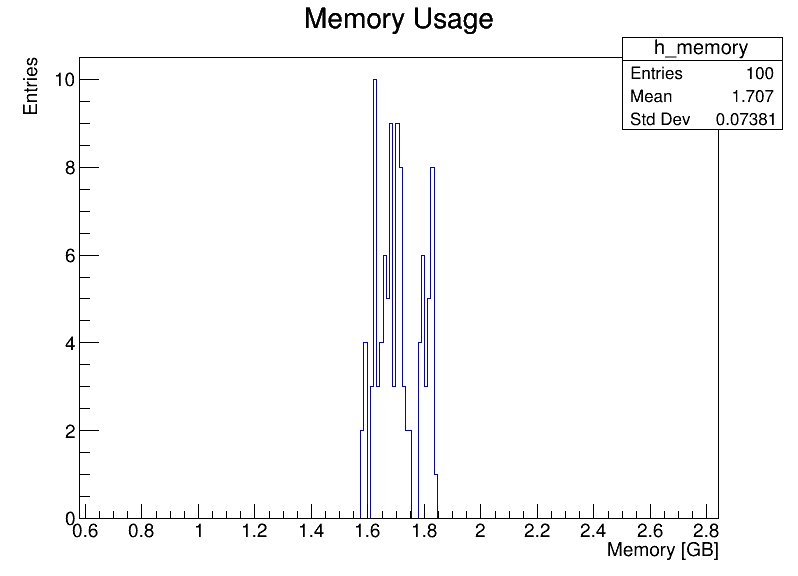 Memory Usage
h_memory
Entries 100
Mean 1.707
Std Dev 0.07381
Entries
10
8
6
4
2
0
0.6 0.8 1 1.2 1.4 1.6 1.8 2 2.2 2.4 2.6 2.8
Memory [GB]